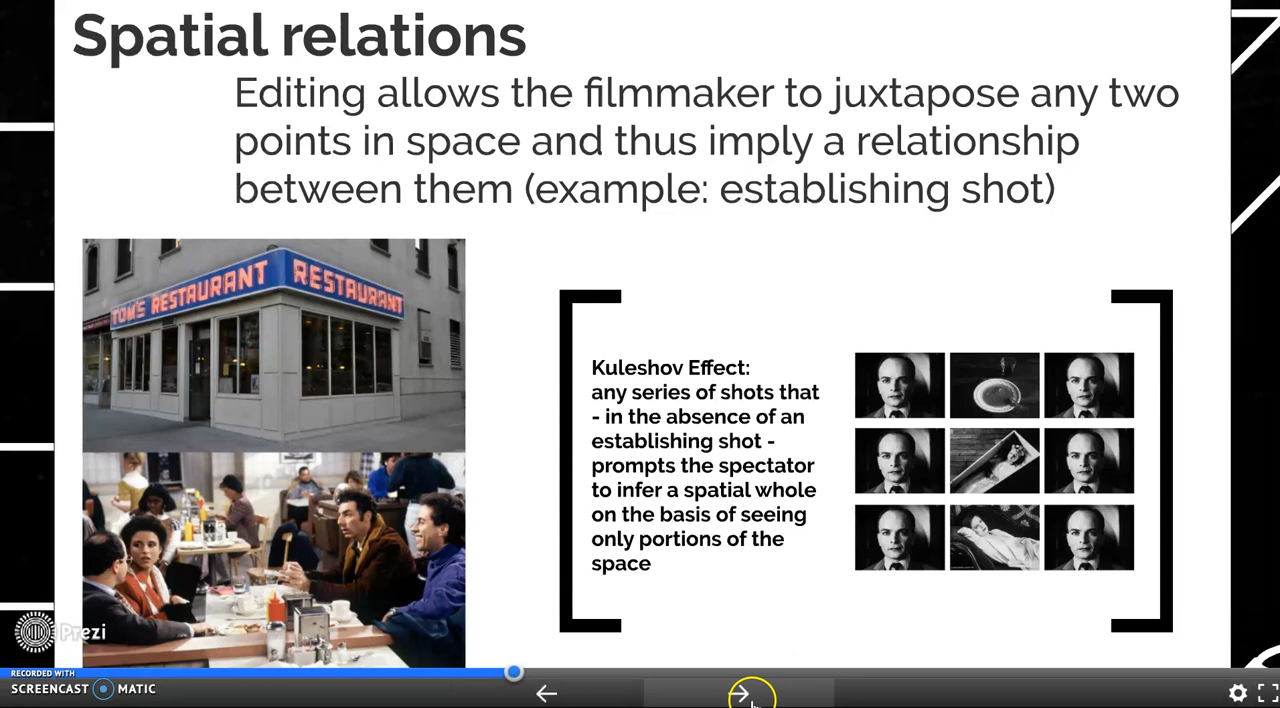 Spatial relations
Editing allows the filmmaker to juxtapose any two
points in space and thus imply a relationship
between them (example: establishing shot)
TOM'S RESTAURANT RESTAURANT
Kuleshov Effect:
any series of shots that
- in the absence of an
establishing shot -
prompts the spectator
to infer a spatial whole
on the basis of seeing
only portions of the
space
Prezi
RECORDED WITH
SCREENCAST MATIC